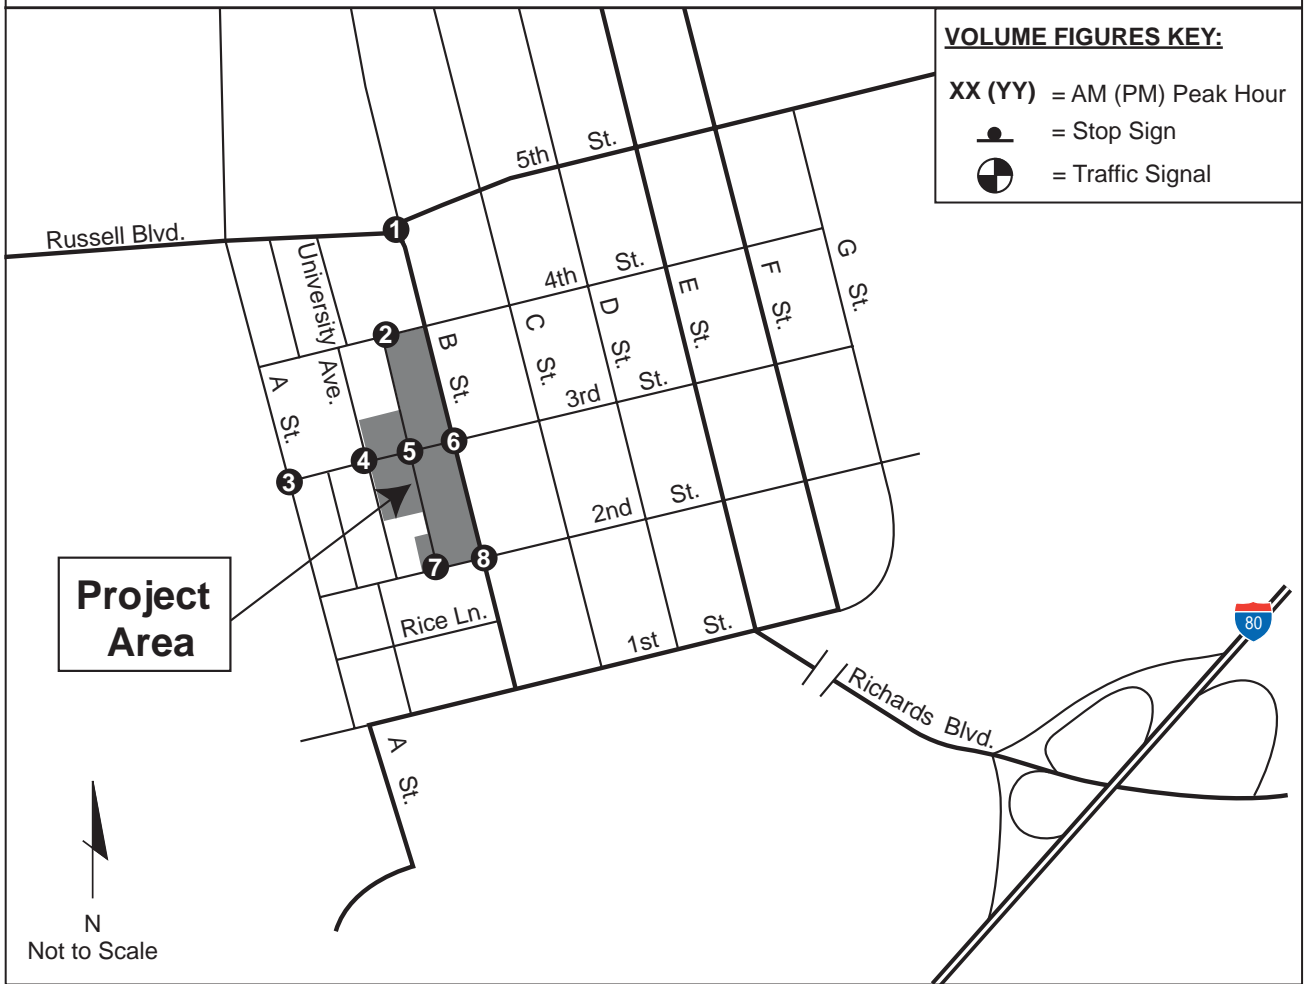 VOLUME FIGURES KEY:
XX (YY) = AM (PM) Peak Hour
= Stop Sign
= Traffic Signal
5th St.
Russell Blvd.
1
University Ave.
4th St.
G St.
F St.
E St.
D St.
C St.
B St.
2
A St.
3rd St.
3
4
5
6
2nd St.
7
8
Project
Area
Rice Ln.
1st St.
80
Richards Blvd.
A St.
N
Not to Scale